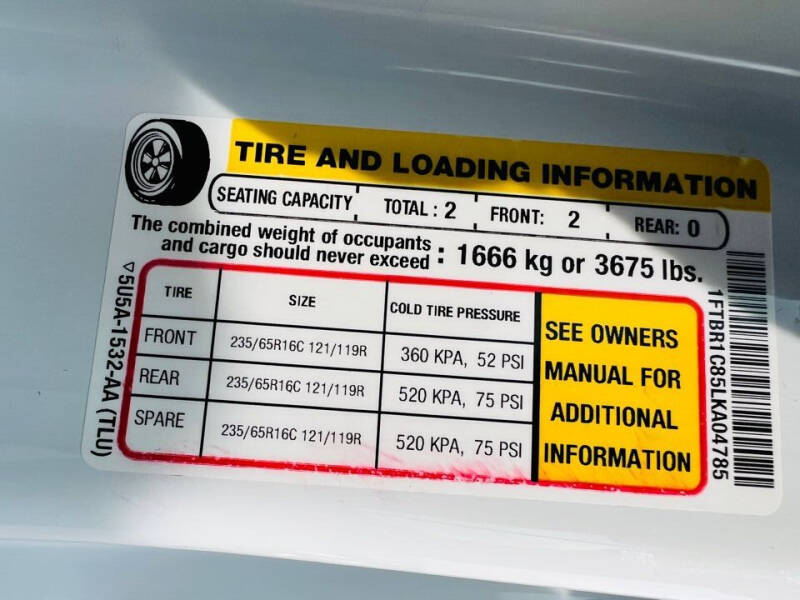 TIRE AND LOADING INFORMATION
SEATING CAPACITY TOTAL: 2 FRONT: 2 REAR: 0
The combined weight of occupants
and cargo should never exceed : 1666 kg or 3675 lbs.
TIRE SIZE COLD TIRE PRESSURE
FRONT 235/65R16C 121/119R 360 KPA, 52 PSI
REAR 235/65R16C 121/119R 520 KPA, 75 PSI
SPARE 235/65R16C 121/119R 520 KPA, 75 PSI
SEE OWNERS
MANUAL FOR
ADDITIONAL
INFORMATION
▽5U5A-1532-AA (TLU)
1FTBR1C85LKA04785